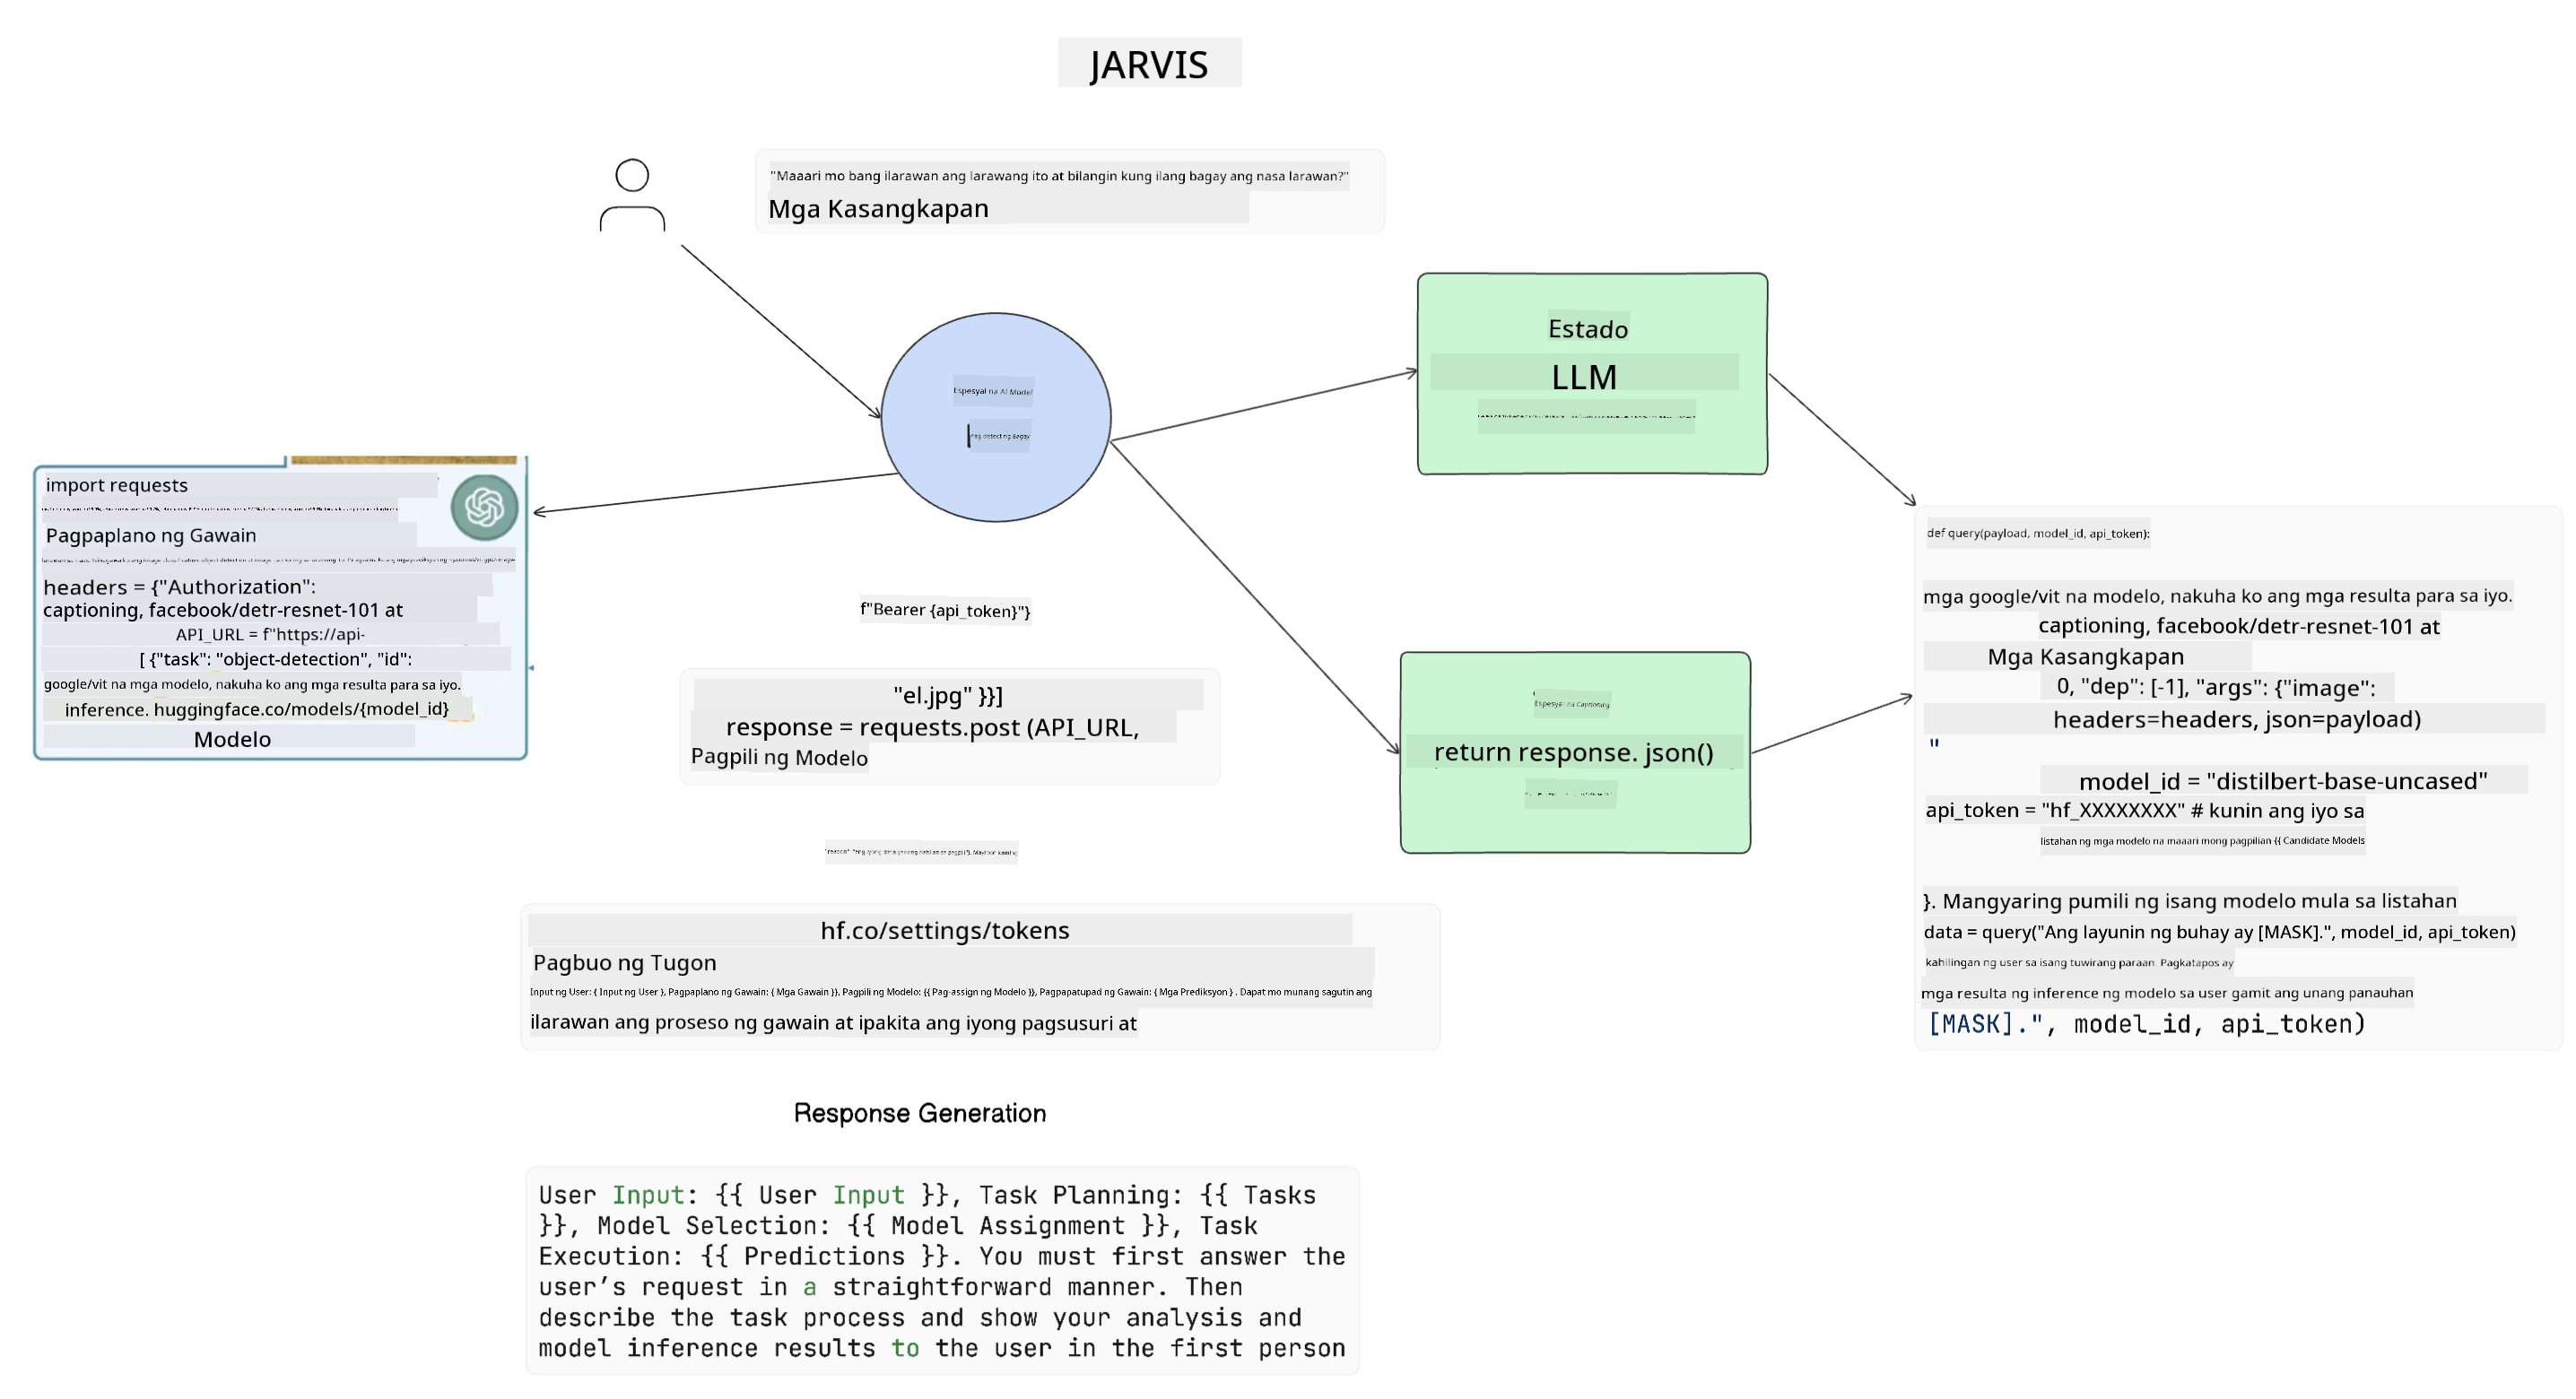 JARVIS
"Maaari mo bang ilarawan ang larawang ito at bilangin kung ilang bagay ang nasa larawan?"
Mga Kasangkapan
Estado
LLM
Espesyal na AI Model
Pag-detecting Bagay
import requests
Pagpaplano ng Gawain
headers = {"Authorization":
captioning, facebook/detr-resnet-101 at
API_URL = f"https://api-
[ {"task": "object-detection", "id":
google/vit na mga modelo, nakuha ko ang mga resulta para sa iyo.
inference. huggingface.co/models/{model_id}
Modelo
f"Bearer {api_token}"}
"el.jpg" }}]
response = requests.post (API_URL,
Pagpili ng Modelo
Espesyal na Captioning
return response. json()
def query(payload, model_id, api_token):
mga google/vit na modelo, nakuha ko ang mga resulta para sa iyo.
captioning, facebook/detr-resnet-101 at
Mga Kasangkapan
0, "dep": [-1], "args": {"image":
headers=headers, json=payload)
"
model_id = "distilbert-base-uncased"
api_token = "hf_XXXXXXXX" # kunin ang iyo sa
listahan ng mga modelo na maaari mong pagpilian {{ Candidate Models
}. Mangyaring pumili ng isang modelo mula sa listahan
data = query("Ang layunin ng buhay ay [MASK].", model_id, api_token)
kahilingan ng user sa isang tuwirang paraan. Pagkatapos ay
mga resulta ng inference ng modelo sa user gamit ang unang panauhan
[MASK].", model_id, api_token)
hf.co/settings/tokens
Pagbuo ng Tugon
Input ng User: { Input ng User }, Pagpaplano ng Gawain: { Mga Gawain }}, Pagpili ng Modelo: {{ Pag-assign ng Modelo }}, Pagpapatupad ng Gawain: { Mga Prediksyon } . Dapat mo munang sagutin ang
ilarawan ang proseso ng gawain at ipakita ang iyong pagsusuri at
Response Generation
User Input: {{ User Input }}, Task Planning: {{ Tasks
}}, Model Selection: {{ Model Assignment }}, Task
Execution: {{ Predictions }}. You must first answer the
user's request in a straightforward manner. Then
describe the task process and show your analysis and
model inference results to the user in the first person